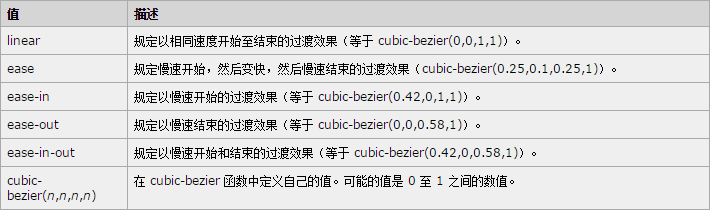 值 描述
linear 规定以相同速度开始至结束的过渡效果（等于 cubic-bezier(0,0,1,1)）。
ease 规定慢速开始，然后变快，然后慢速结束的过渡效果（cubic-bezier(0.25,0.1,0.25,1)）。
ease-in 规定以慢速开始的过渡效果（等于 cubic-bezier(0.42,0,1,1)）。
ease-out 规定以慢速结束的过渡效果（等于 cubic-bezier(0,0,0.58,1)）。
ease-in-out 规定以慢速开始和结束的过渡效果（等于 cubic-bezier(0.42,0,0.58,1)）。
cubic- 在 cubic-bezier 函数中定义自己的值。可能的值是 0 至 1 之间的数值。
bezier(n,n,n,n)